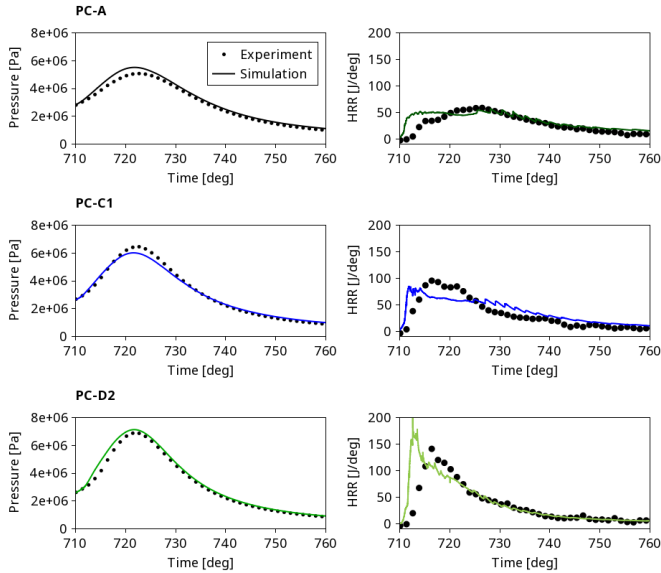 PC-A
8e+06
6e+06
4e+06
2e+06
0
Pressure [Pa]
Experiment
Simulation
710 720 730 740 750 760
Time [deg]
200
150
100
50
0
HRR [J/deg]
710 720 730 740 750 760
Time [deg]
PC-C1
8e+06
6e+06
4e+06
2e+06
0
Pressure [Pa]
710 720 730 740 750 760
Time [deg]
200
150
100
50
0
HRR [J/deg]
710 720 730 740 750 760
Time [deg]
PC-D2
8e+06
6e+06
4e+06
2e+06
0
Pressure [Pa]
710 720 730 740 750 760
Time [deg]
200
150
100
50
0
HRR [J/deg]
710 720 730 740 750 760
Time [deg]